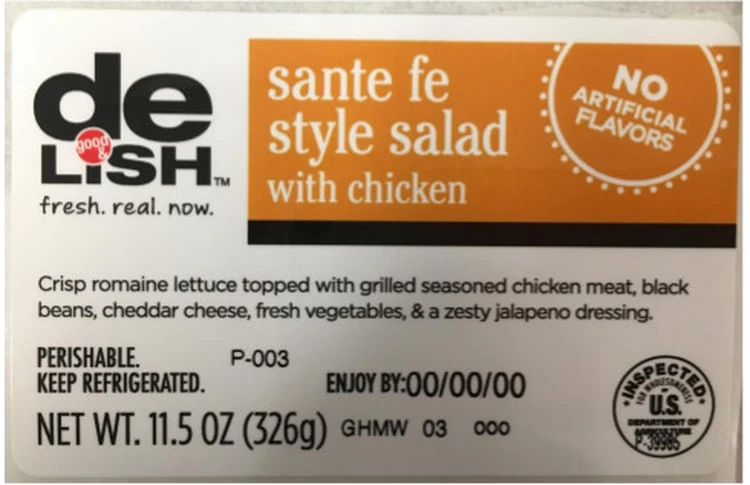 de
good &
LiSH™
fresh. real. now.
sante fe
style salad
with chicken
NO
ARTIFICIAL
FLAVORS
Crisp romaine lettuce topped with grilled seasoned chicken meat, black
beans, cheddar cheese, fresh vegetables, & a zesty jalapeno dressing.
PERISHABLE.
KEEP REFRIGERATED.
P-003
ENJOY BY:00/00/00
NET WT. 11.5 OZ (326g)
GHMW 03 000
INSPECTED
FOR WHOLESOMENESS
BY
U.S.
DEPARTMENT OF
AGRICULTURE
P-39985